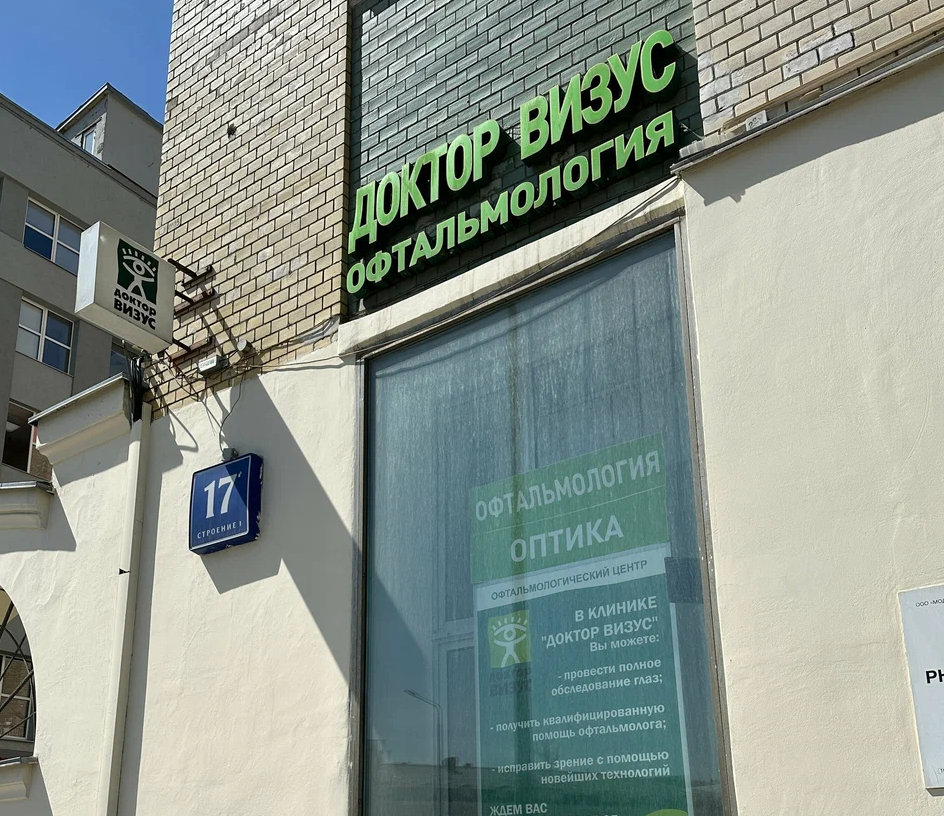 ДОКТОР ВИЗУС
ОФТАЛЬМОЛОГИЯ
ДОКТОР
ВИЗУС
17
СТРОЕНИЕ 1
ОФТАЛЬМОЛОГИЯ
ОПТИКА
ОФТАЛЬМОЛОГИЧЕСКИЙ ЦЕНТР
В КЛИНИКЕ
"ДОКТОР ВИЗУС"
Вы можете:
- провести полное
обследование глаз;
- получить квалифицированную
помощь офтальмолога;
- исправить зрение с помощью
новейших технологий
ЖДЕМ ВАС
ООО